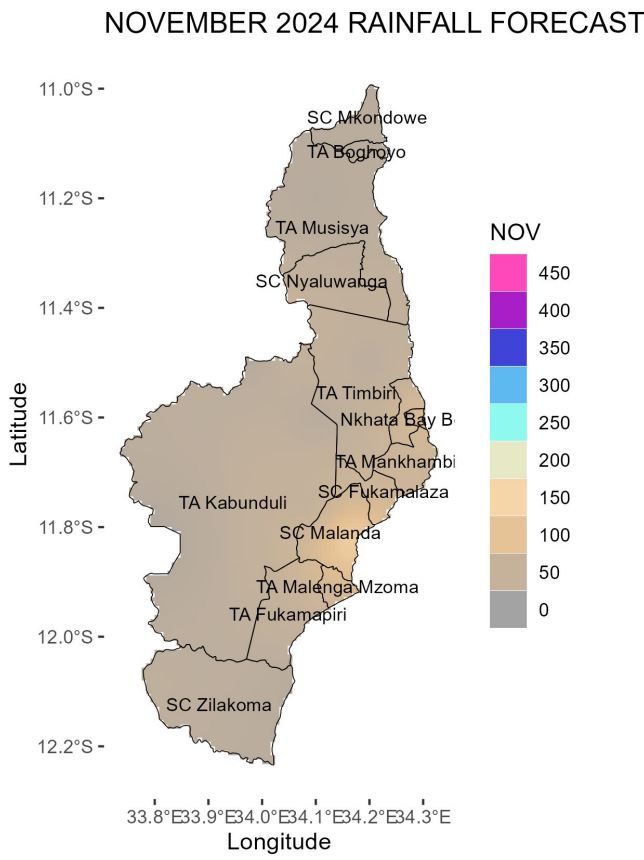 NOVEMBER 2024 RAINFALL FORECAST
11.0°S
SC Mkondowe
TA Boghoyo
11.2°S
TA Musisya
NOV
SC Nyaluwanga
450
11.4°S
400
350
300
TA Timbiri
250
Nkhata Bay B
11.6°S
200
TA Mankhambi
150
SC Fukamalaza
TA Kabunduli
100
11.8°S
SC Malanda
50
TA Malenga Mzoma
0
TA Fukamapiri
12.0°S
SC Zilakoma
12.2°S
33.8°E 33.9°E 34.0°E 34.1°E 34.2°E 34.3°E
Longitude
Latitude